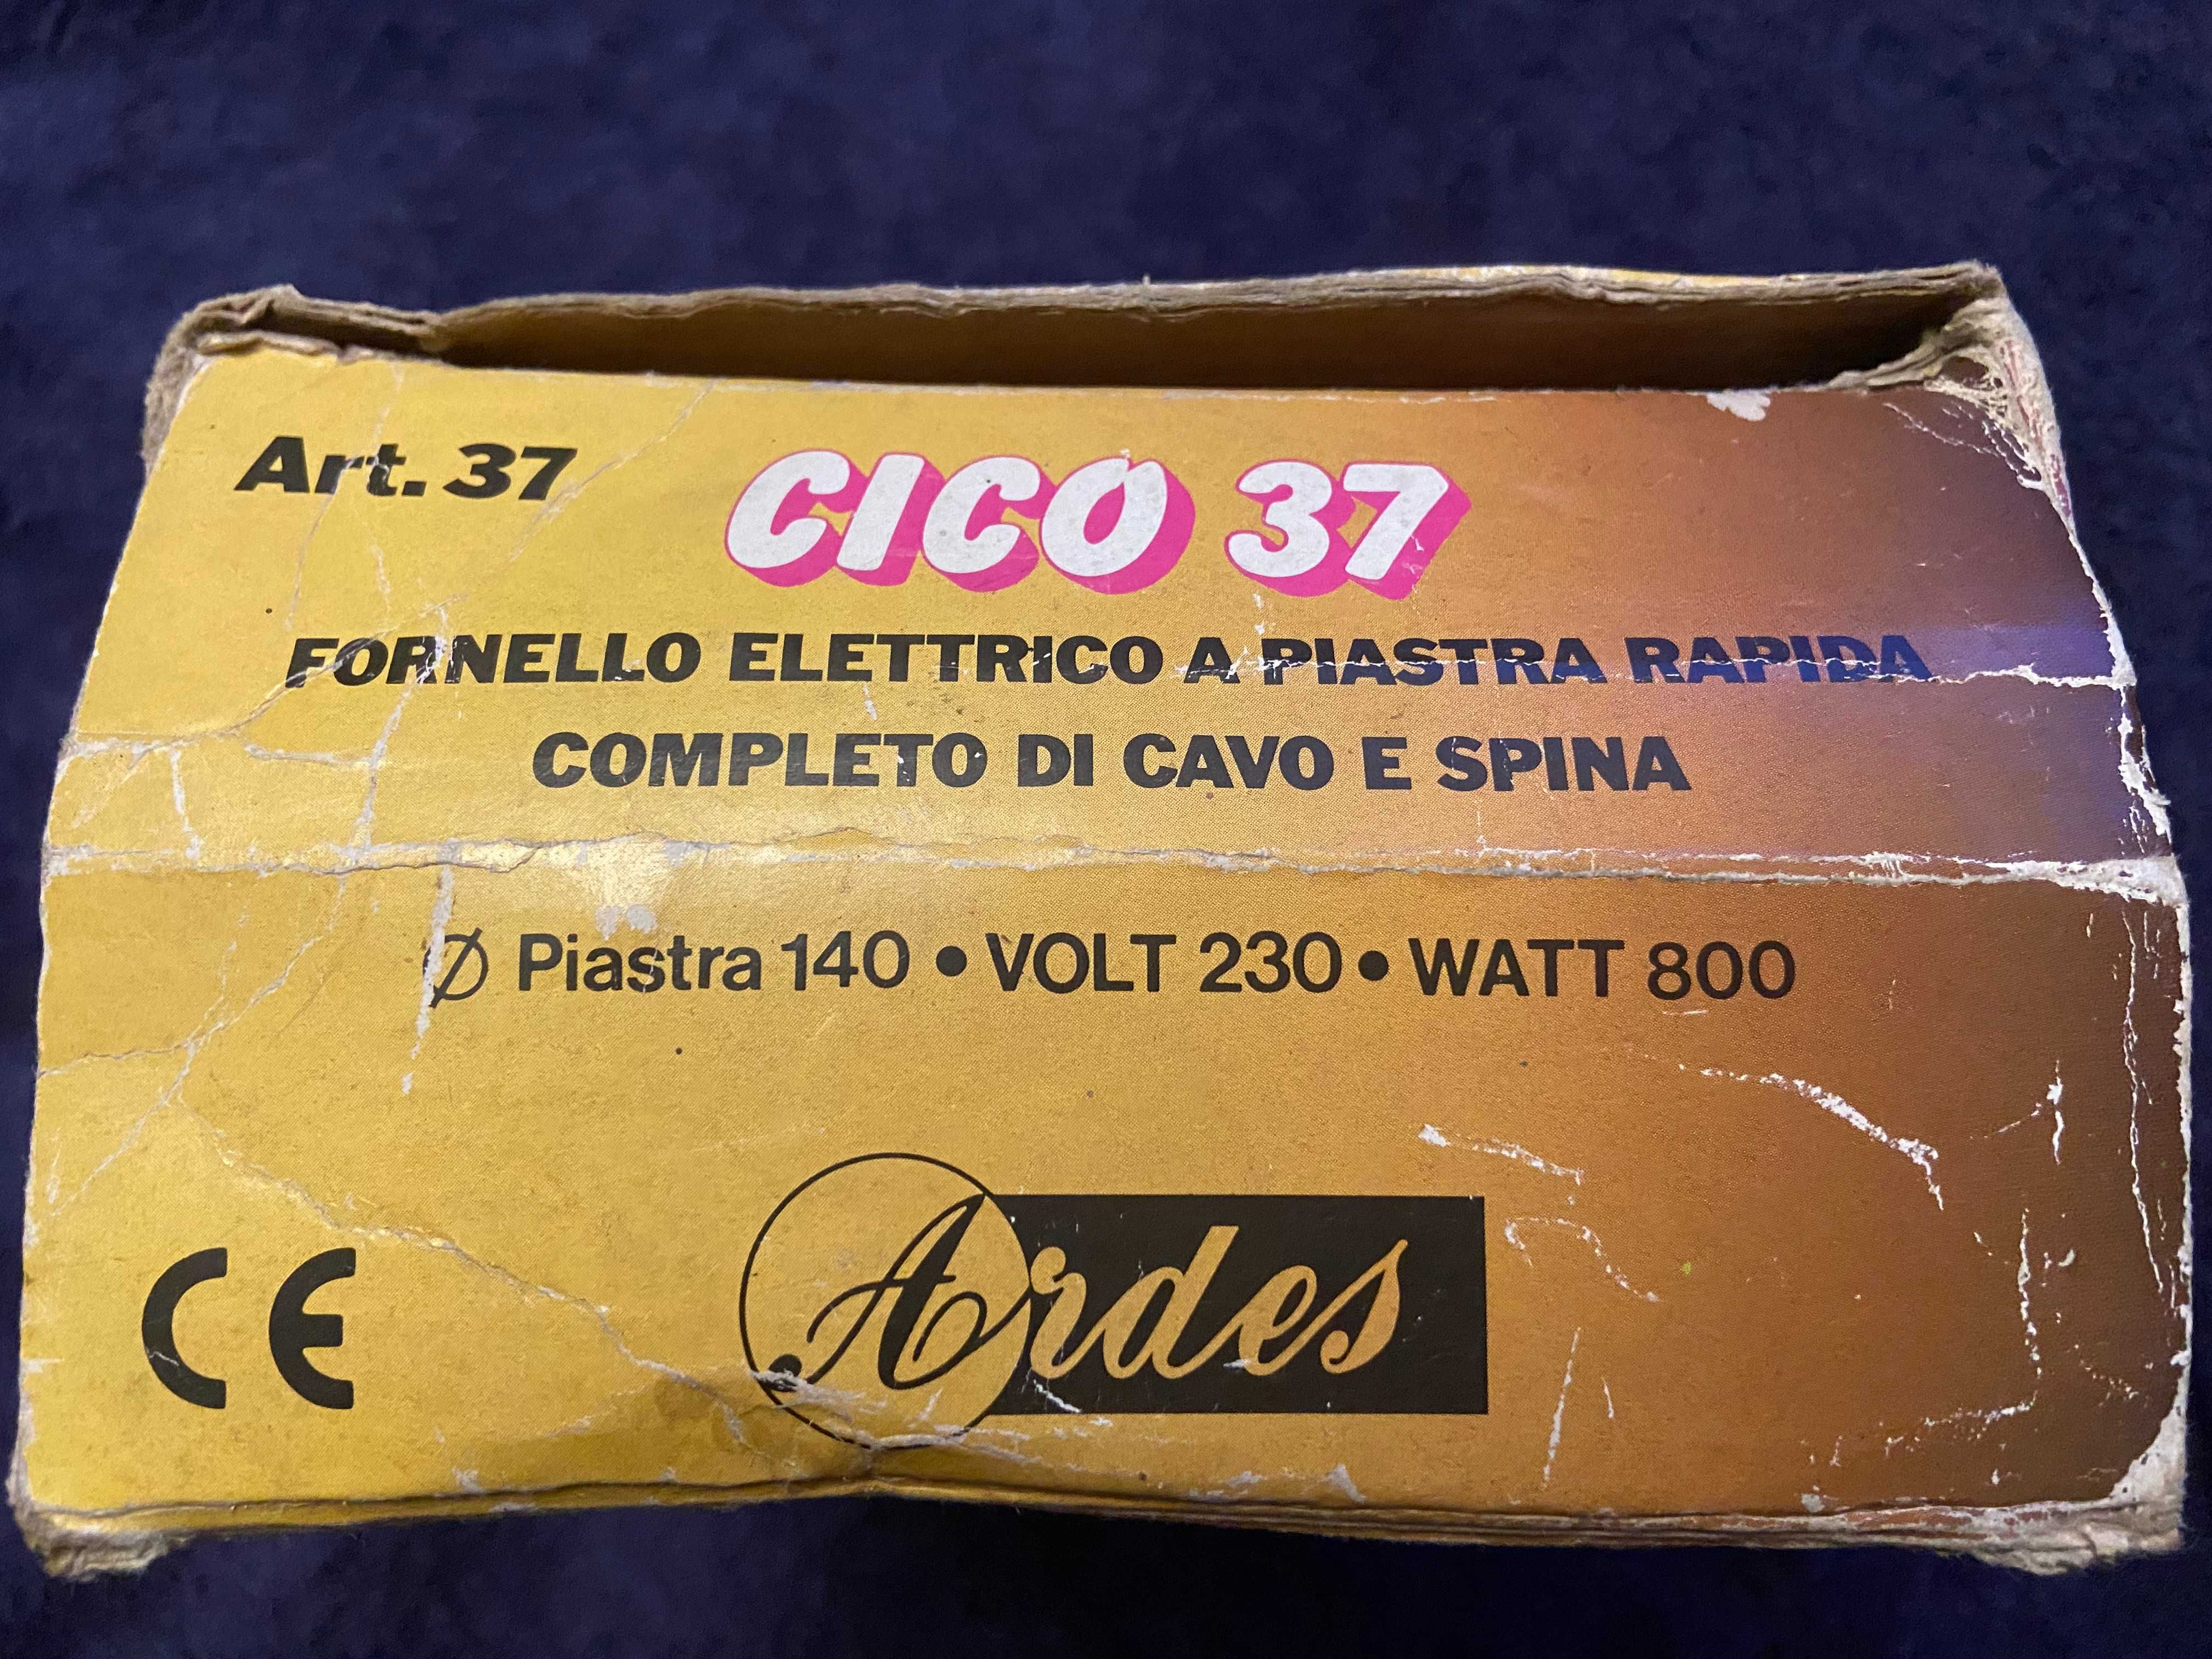 Art. 37
CICO 37
FORNELLO ELETTRICO A PIASTRA RAPIDA
COMPLETO DI CAVO E SPINA
Ø Piastra 140 • VOLT 230 • WATT 800
CE
Ardes